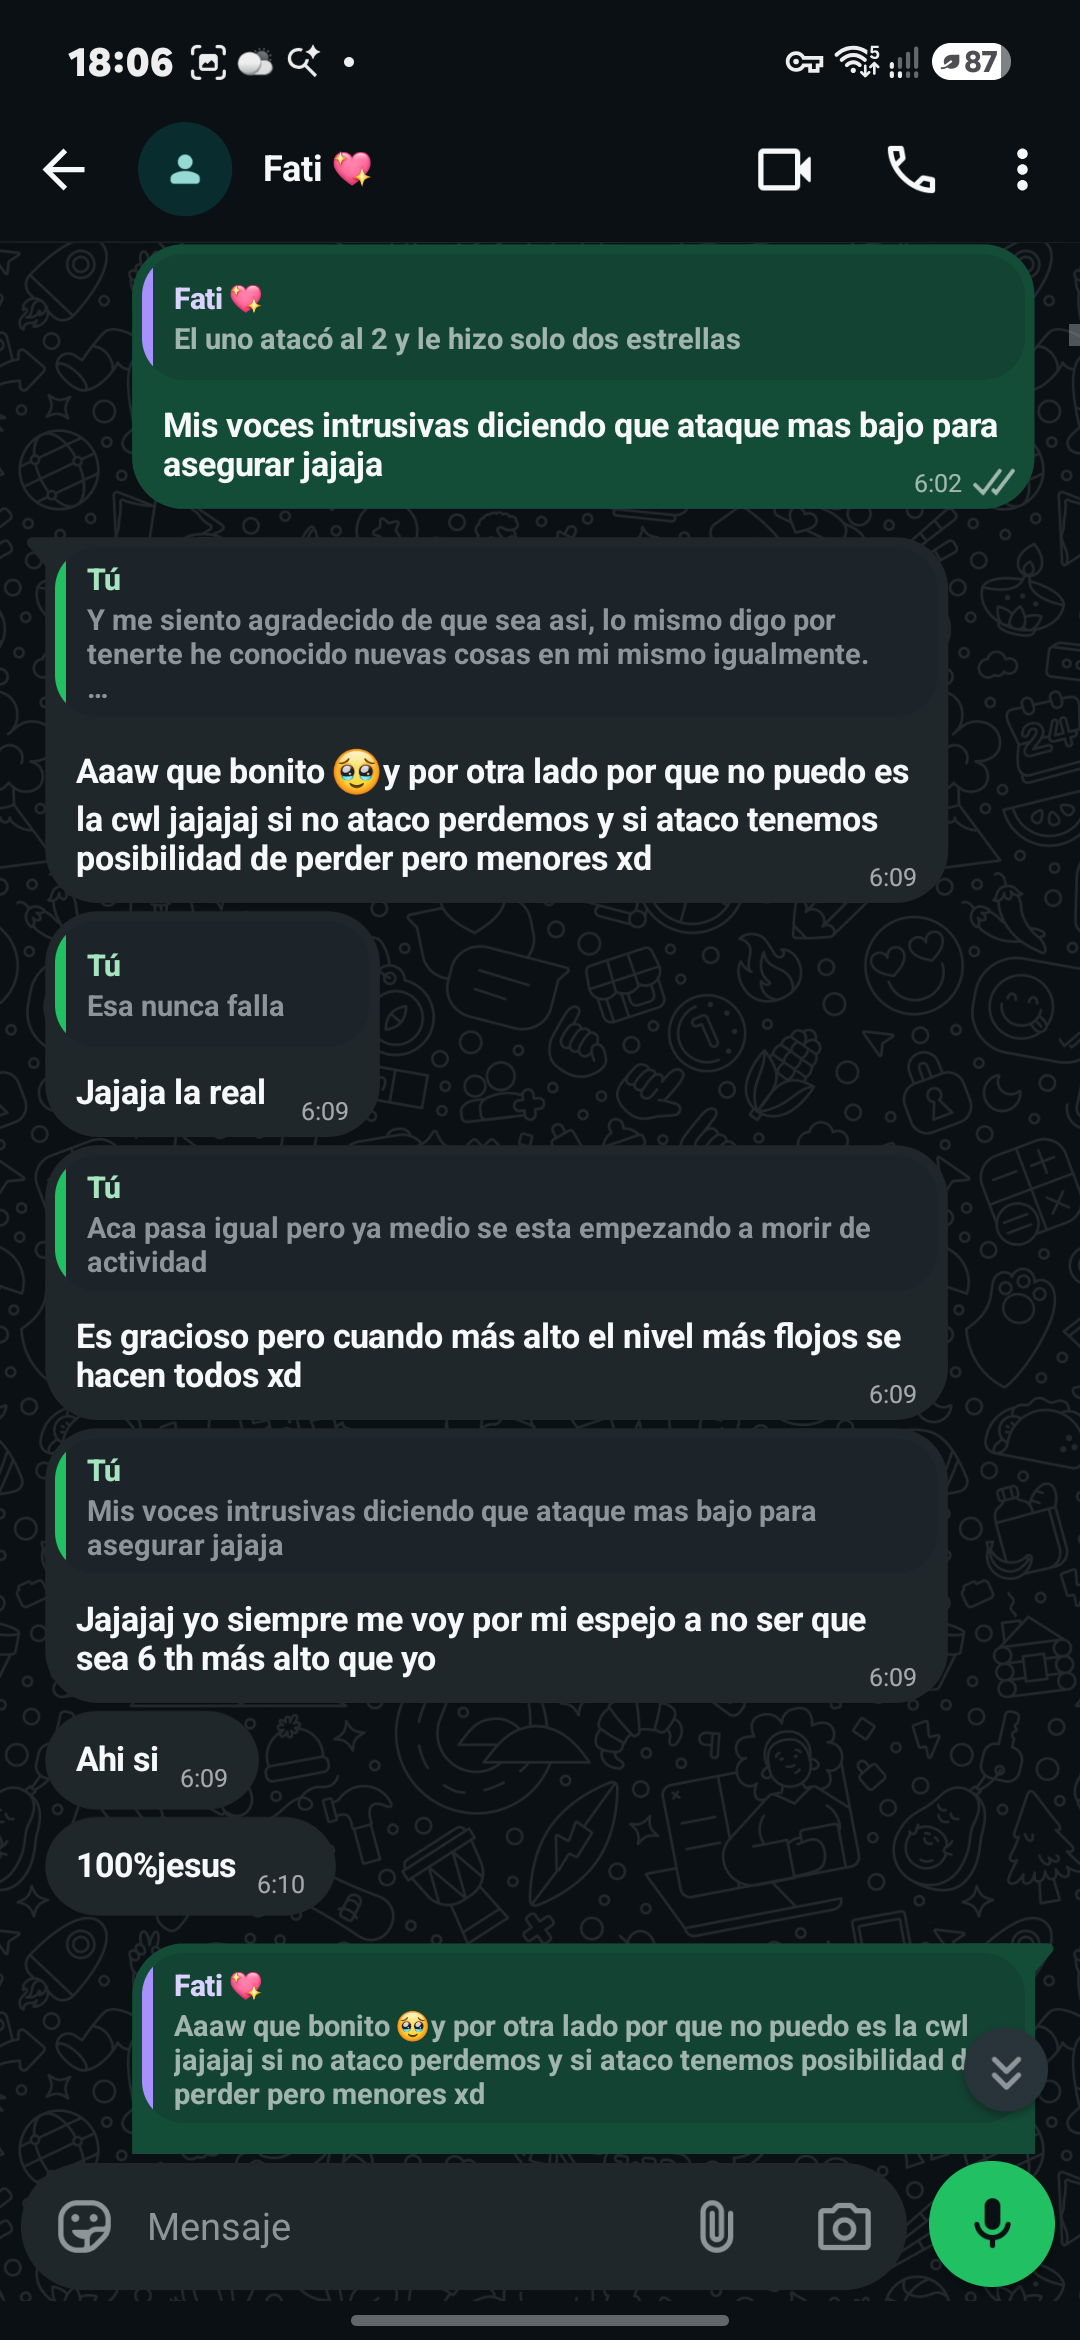 18:06
5
87
Fati 💖
Fati 💖
El uno atacó al 2 y le hizo solo dos estrellas
Mis voces intrusivas diciendo que ataque mas bajo para
asegurar jajaja
6:02
Tú
Y me siento agradecido de que sea asi, lo mismo digo por
tenerte he conocido nuevas cosas en mi mismo igualmente.
…
Aaaw que bonito 🥹y por otra lado por que no puedo es
la cwl jajajaj si no ataco perdemos y si ataco tenemos
posibilidad de perder pero menores xd
6:09
Tú
Esa nunca falla
Jajaja la real
6:09
Tú
Aca pasa igual pero ya medio se esta empezando a morir de
actividad
Es gracioso pero cuando más alto el nivel más flojos se
hacen todos xd
6:09
Tú
Mis voces intrusivas diciendo que ataque mas bajo para
asegurar jajaja
Jajajaj yo siempre me voy por mi espejo a no ser que
sea 6 th más alto que yo
6:09
Ahi si
6:09
100%jesus
6:10
Fati 💖
Aaaw que bonito 🥹y por otra lado por que no puedo es la cwl
jajajaj si no ataco perdemos y si ataco tenemos posibilidad d
perder pero menores xd
Mensaje